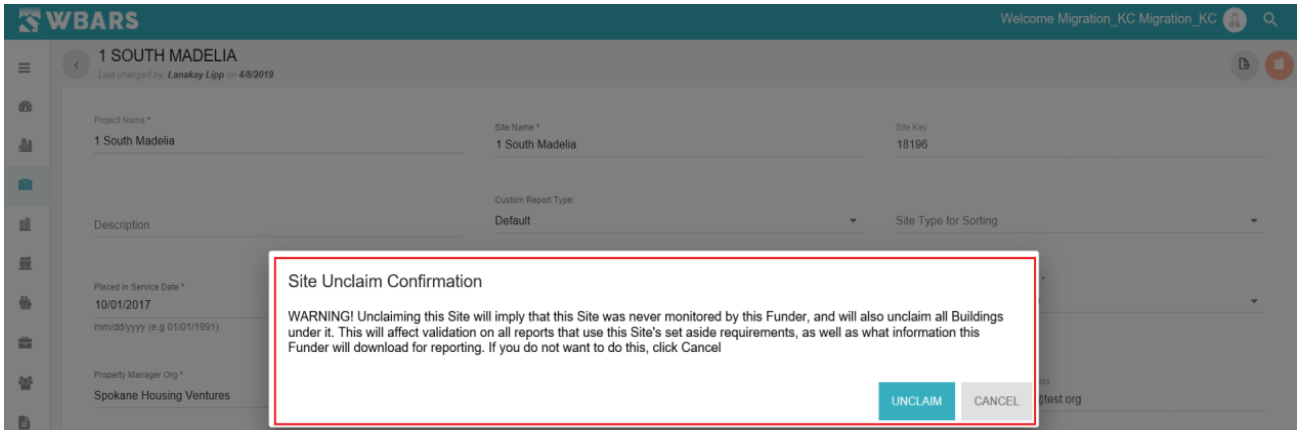 WBARS
Welcome Migration_KC Migration_KC
1 SOUTH MADELIA
Last changed by: Lanakay Lipp on 4/8/2019
Project Name *
1 South Madelia
Site Name *
1 South Madelia
Site Key
18196
Description
Custom Report Type:
Default
Site Type for Sorting
Placed in Service Date *
10/01/2017
mm/dd/yyyy (e.g 01/01/1991)
*
Property Manager Org *
Spokane Housing Ventures
Site Unclaim Confirmation
WARNING! Unclaiming this Site will imply that this Site was never monitored by this Funder, and will also unclaim all Buildings
under it. This will affect validation on all reports that use this Site's set aside requirements, as well as what information this
Funder will download for reporting. If you do not want to do this, click Cancel
UNCLAIM
CANCEL
@test.org